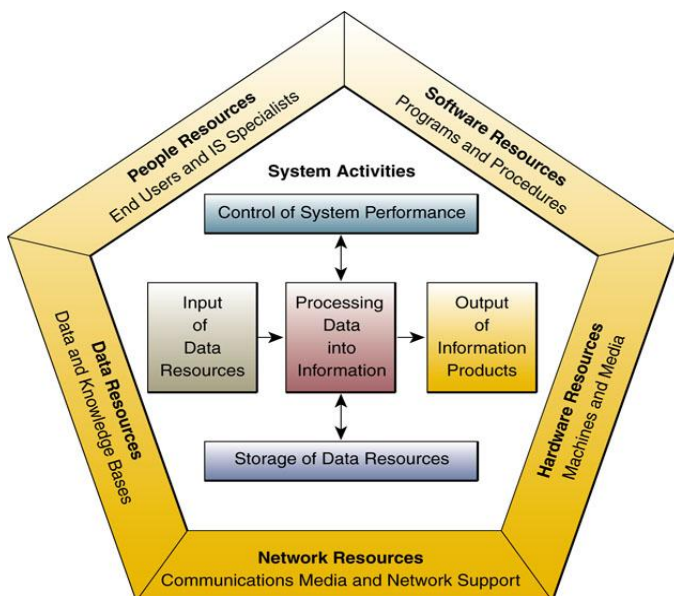 People Resources
End Users and IS Specialists
Software Resources
Programs and Procedures
System Activities
Control of System Performance
Input
of
Data
Resources
Processing
Data
into
Information
Output
of
Information
Products
Storage of Data Resources
Data Resources
Data and Knowledge Bases
Hardware Resources
Machines and Media
Network Resources
Communications Media and Network Support